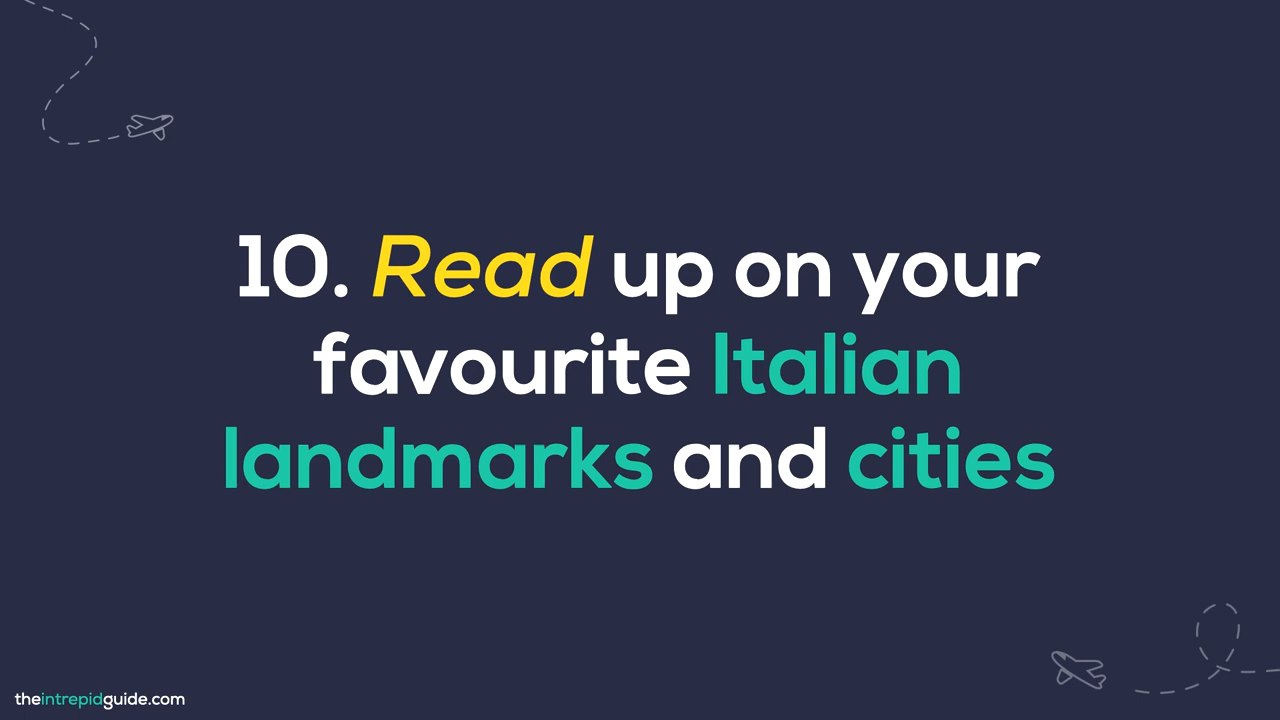 10. Read up on your
favourite Italian
landmarks and cities
theintrepidguide.com